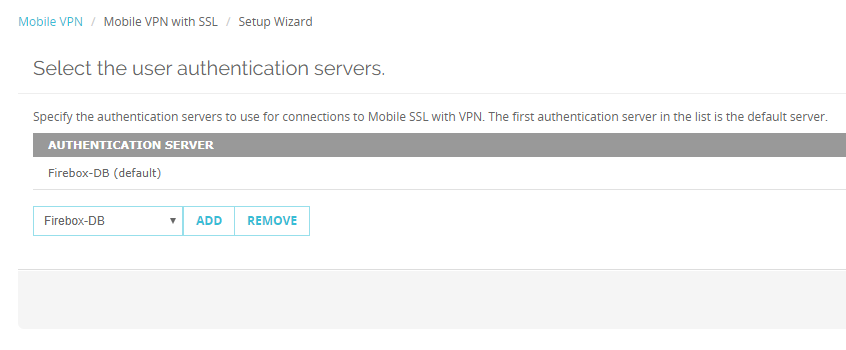 Mobile VPN / Mobile VPN with SSL / Setup Wizard
Select the user authentication servers.
Specify the authentication servers to use for connections to Mobile SSL with VPN. The first authentication server in the list is the default server.
AUTHENTICATION SERVER
Firebox-DB (default)
Firebox-DB ADD REMOVE